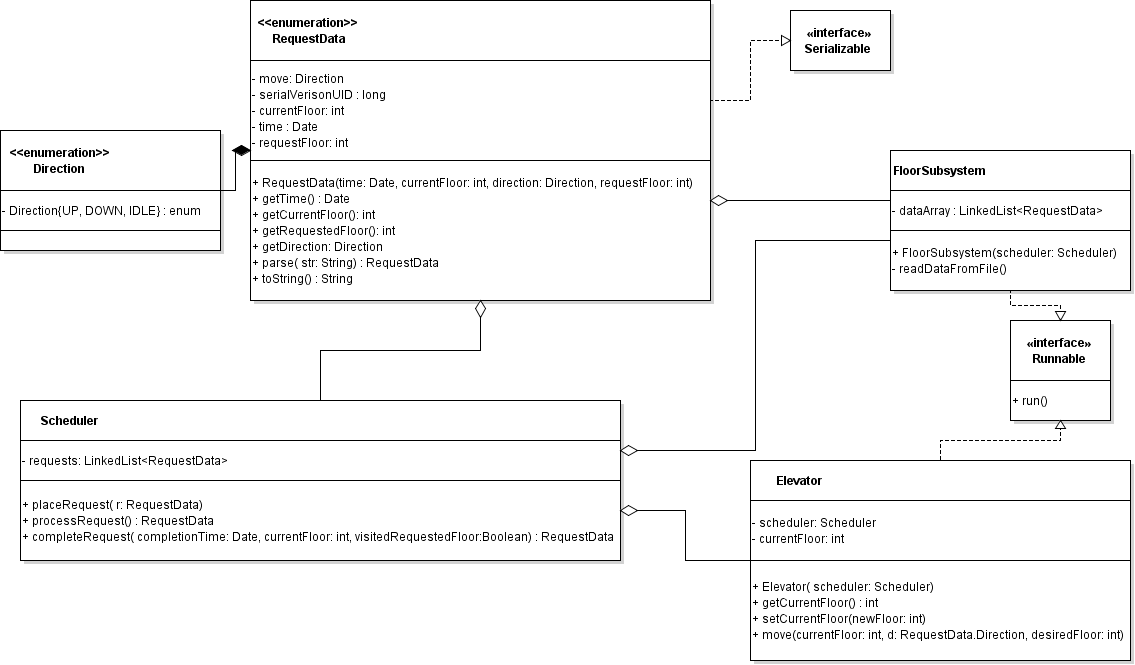 <<enumeration>>
RequestData
- move: Direction
- serialVerisonUID : long
- currentFloor: int
- time : Date
- requestFloor: int
+ RequestData(time: Date, currentFloor: int, direction: Direction, requestFloor: int)
+ getTime() : Date
+ getCurrentFloor(): int
+ getRequestedFloor(): int
+ getDirection: Direction
+ parse( str: String) : RequestData
+ toString() : String
«interface»
Serializable
<<enumeration>>
Direction
- Direction{UP, DOWN, IDLE} : enum
FloorSubsystem
- dataArray : LinkedList<RequestData>
+ FloorSubsystem(scheduler: Scheduler)
- readDataFromFile()
«interface»
Runnable
+ run()
Scheduler
- requests: LinkedList<RequestData>
+ placeRequest( r: RequestData)
+ processRequest() : RequestData
+ completeRequest( completionTime: Date, currentFloor: int, visitedRequestedFloor:Boolean) : RequestData
Elevator
- scheduler: Scheduler
- currentFloor: int
+ Elevator( scheduler: Scheduler)
+ getCurrentFloor() : int
+ setCurrentFloor(newFloor: int)
+ move(currentFloor: int, d: RequestData.Direction, desiredFloor: int)